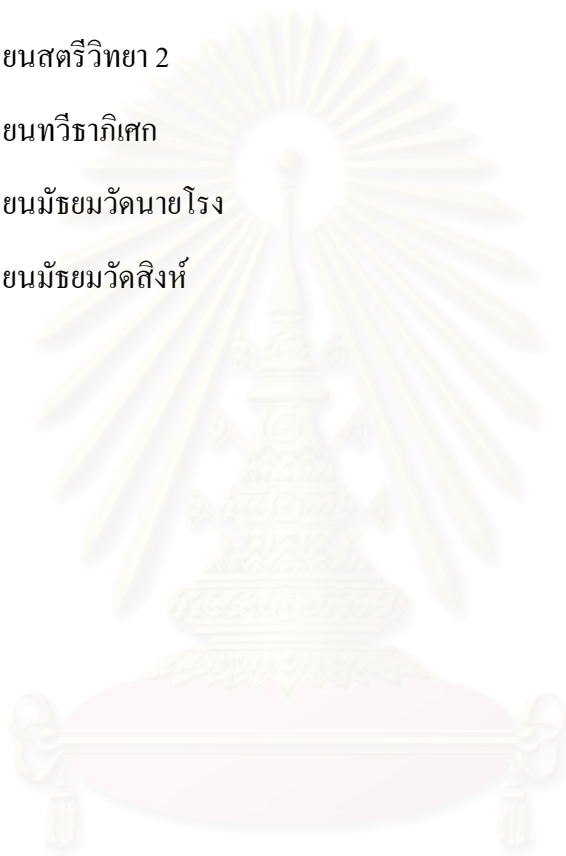 ยนสตรีวิทยา 2
ยนทวีธาภิเศก
ยนมัธยมวัดนายโรง
ยนมัธยมวัดสิงห์